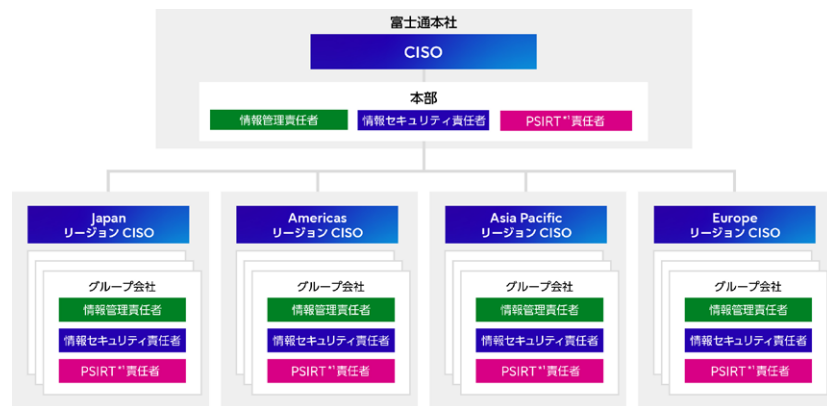 富士通本社
CISO
本部
情報管理責任者
情報セキュリティ責任者
PSIRT*1責任者
Japan
リージョン CISO
グループ会社
情報管理責任者
情報セキュリティ責任者
PSIRT*1責任者
Americas
リージョン CISO
グループ会社
情報管理責任者
情報セキュリティ責任者
PSIRT*1責任者
Asia Pacific
リージョン CISO
グループ会社
情報管理責任者
情報セキュリティ責任者
PSIRT*1責任者
Europe
リージョン CISO
グループ会社
情報管理責任者
情報セキュリティ責任者
PSIRT*1責任者